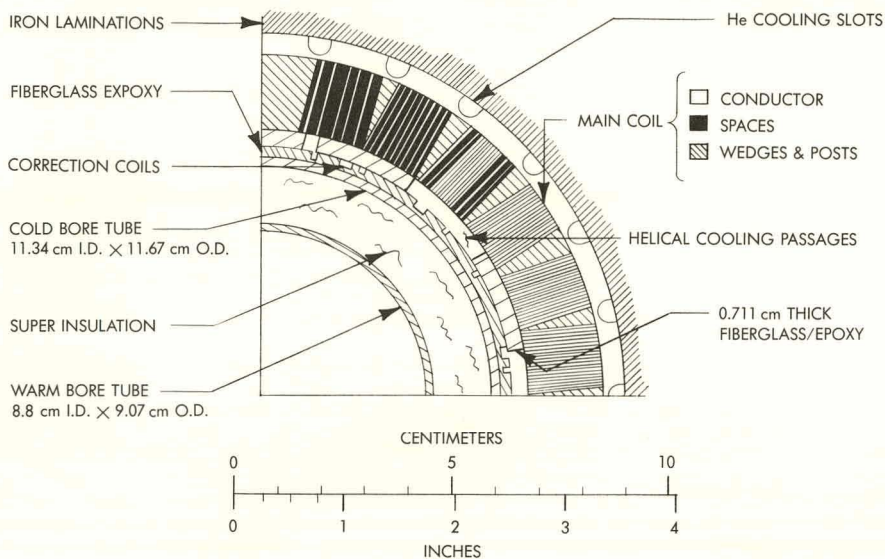 IRON LAMINATIONS
FIBERGLASS EXPOXY
CORRECTION COILS
COLD BORE TUBE
11.34 cm I.D. × 11.67 cm O.D.
SUPER INSULATION
WARM BORE TUBE
8.8 cm I.D. × 9.07 cm O.D.
He COOLING SLOTS
MAIN COIL
CONDUCTOR
SPACES
WEDGES & POSTS
HELICAL COOLING PASSAGES
0.711 cm THICK
FIBERGLASS/EPOXY
CENTIMETERS
0 5 10
0 1 2 3 4
INCHES